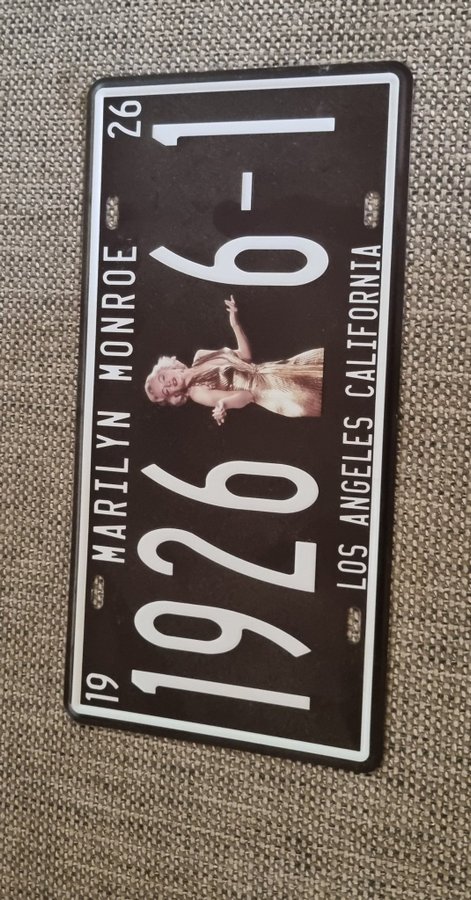 19 MARILYN MONROE 26
1926 6-1
LOS ANGELES CALIFORNIA